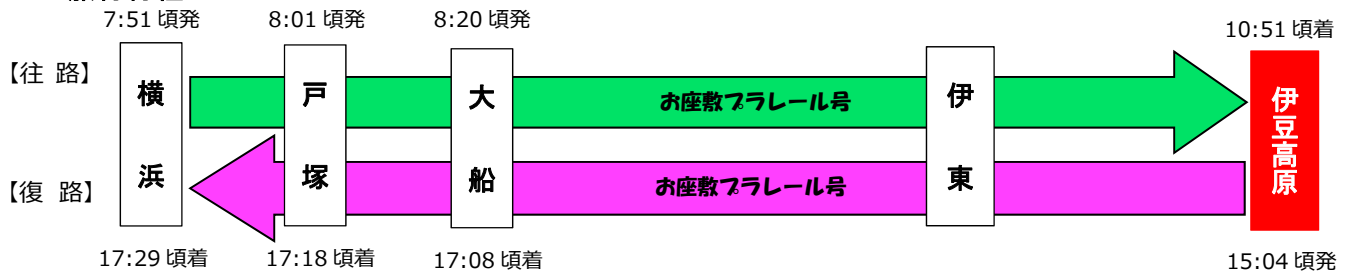 7:51 頃発
8:01 頃発
8:20 頃発
10:51 頃着
【往 路】
横浜
戸塚
大船
伊東
伊豆高原
お座敷プラレール号
【復 路】
お座敷プラレール号
17:29 頃着
17:18 頃着
17:08 頃着
15:04 頃発